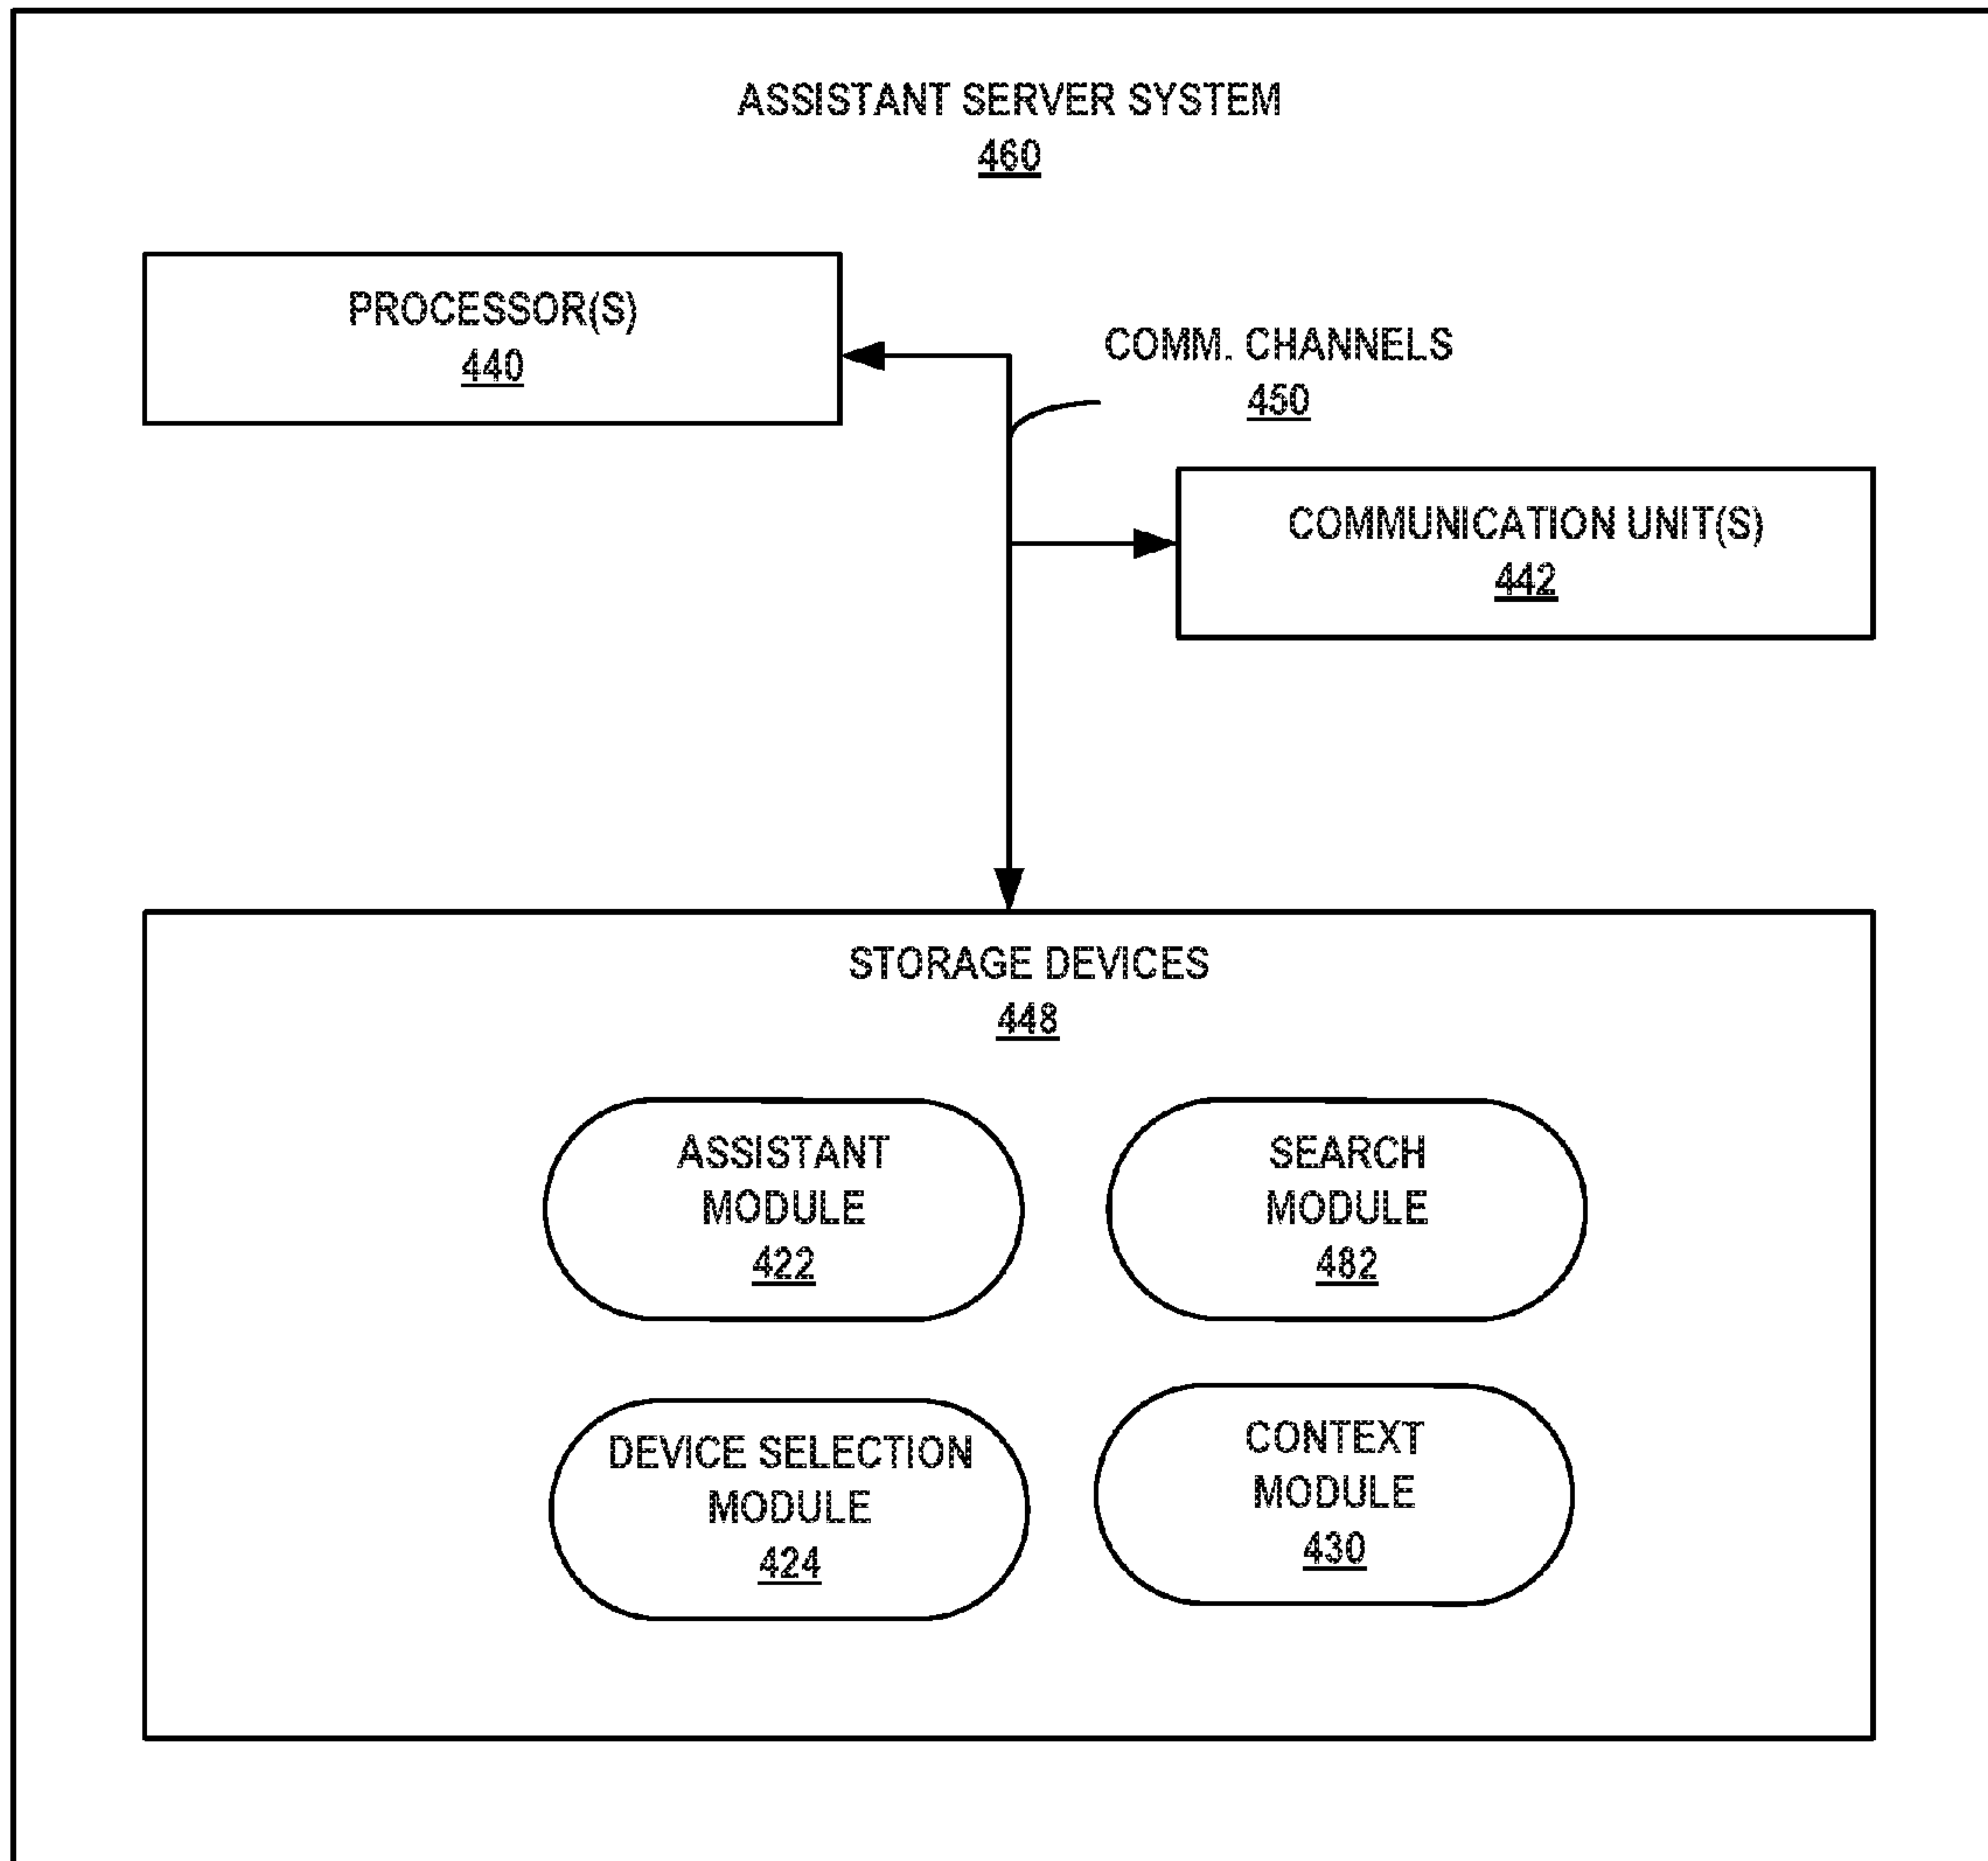 ASSISTANT SERVER SYSTEM
460
PROCESSOR(S)
440
COMM. CHANNELS
450
COMMUNICATION UNIT(S)
442
STORAGE DEVICES
448
ASSISTANT
MODULE
422
SEARCH
MODULE
482
DEVICE SELECTION
MODULE
424
CONTEXT
MODULE
430